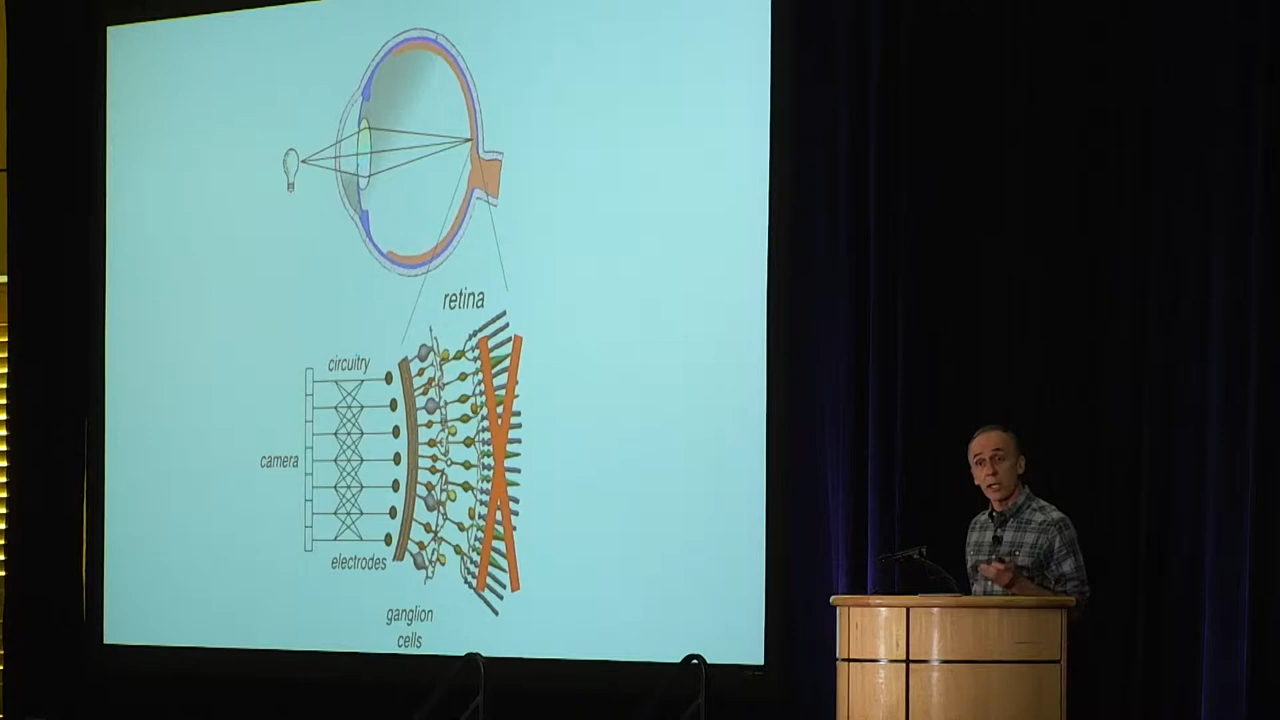 retina
circuitry
camera
electrodes
ganglion
cells